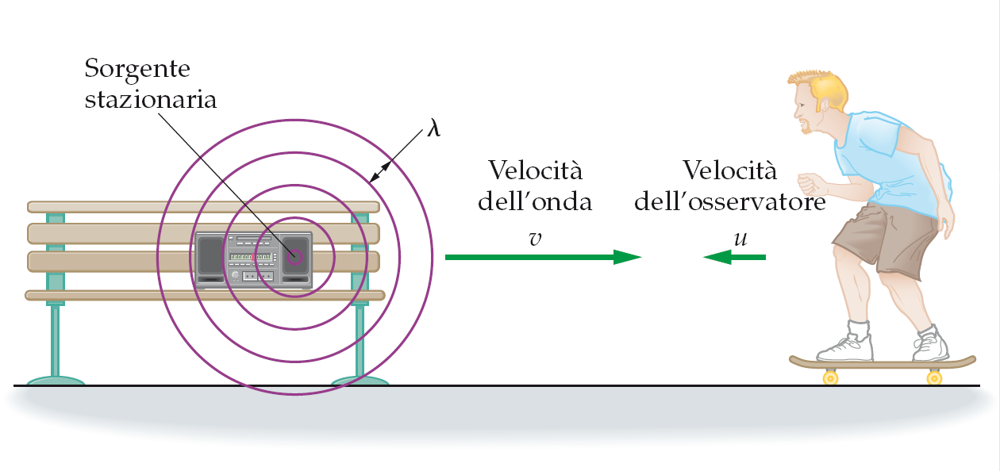 Sorgente
stazionaria
λ
Velocità
dell'onda
v
Velocità
dell'osservatore
u